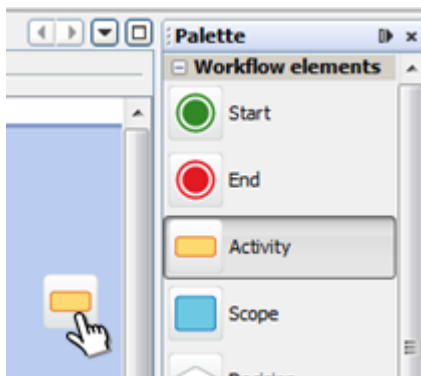 Palette
Workflow elements
Start
End
Activity
Scope